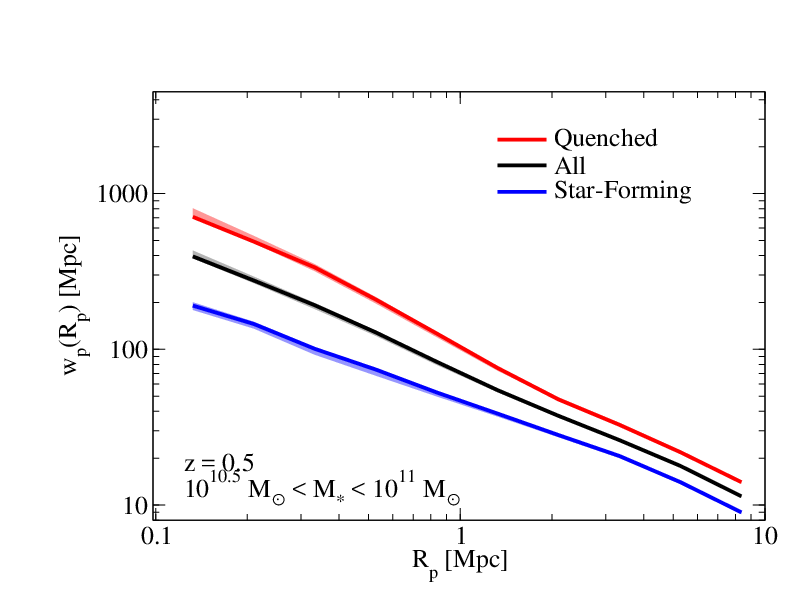 Quenched
All
Star-Forming
1000
100
10
w_p(R_p) [Mpc]
z = 0.5
10^10.5 M_⊙ < M_* < 10^11 M_⊙
0.1 1 10
R_p [Mpc]